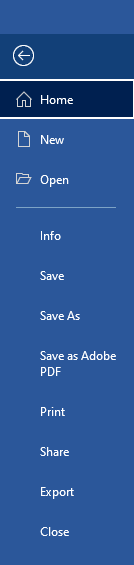 Home
New
Open
Info
Save
Save As
Save as Adobe
PDF
Print
Share
Export
Close